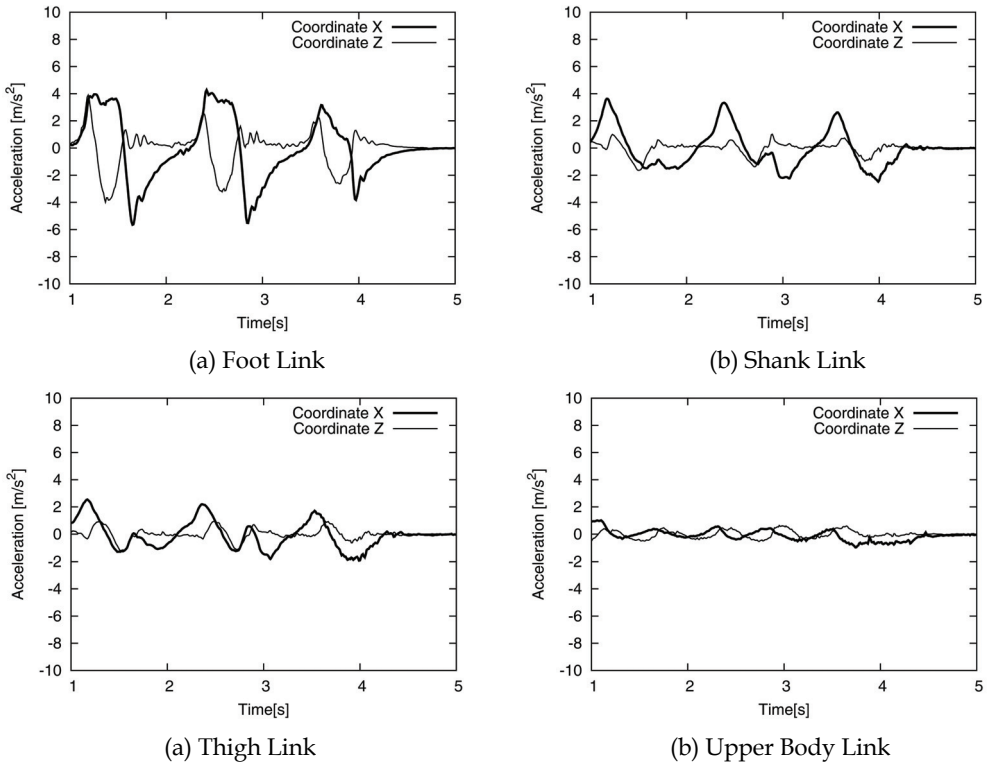 10
8
6
4
2
0
-2
-4
-6
-8
-10
Acceleration [m/s²]
Coordinate X
Coordinate Z
1 2 3 4 5
Time[s]
(a) Foot Link
10
8
6
4
2
0
-2
-4
-6
-8
-10
Acceleration [m/s²]
Coordinate X
Coordinate Z
1 2 3 4 5
Time[s]
(b) Shank Link
10
8
6
4
2
0
-2
-4
-6
-8
-10
Acceleration [m/s²]
Coordinate X
Coordinate Z
1 2 3 4 5
Time[s]
(a) Thigh Link
10
8
6
4
2
0
-2
-4
-6
-8
-10
Acceleration [m/s²]
Coordinate X
Coordinate Z
1 2 3 4 5
Time[s]
(b) Upper Body Link